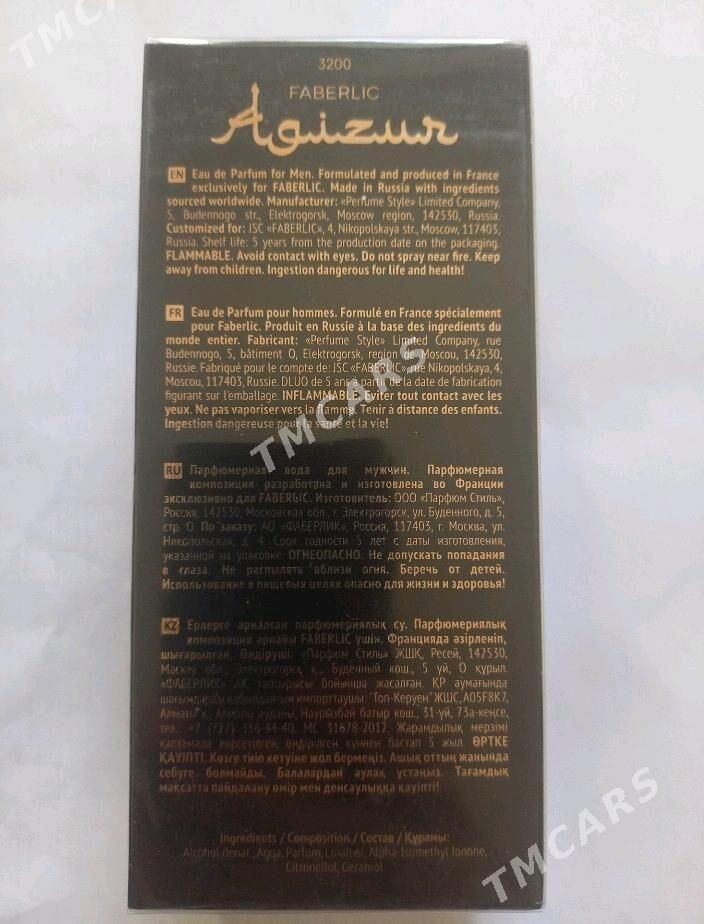 3200
FABERLIC
Agizur
EN Eau de Parfum for Men. Formulated and produced in France
exclusively for FABERLIC. Made in Russia with ingredients
sourced worldwide. Manufacturer: «Perfume Style» Limited Company,
5, Budennogo str., Elektrogorsk, Moscow region, 142530, Russia.
Customized for: JSC «FABERLIC», 4, Nikopolskaya str., Moscow, 117403,
Russia. Shelf life: 5 years from the production date on the packaging.
FLAMMABLE. Avoid contact with eyes. Do not spray near fire. Keep
away from children. Ingestion dangerous for life and health!
FR Eau de Parfum pour hommes. Formulé en France spécialement
pour Faberlic. Produit en Russie à la base des ingredients du
monde entier. Fabricant: «Perfume Style» Limited Company, rue
Budennogo, 5, bâtiment O, Elektrogorsk, region de Moscou, 142530,
Russie. Fabriqué pour le compte de: JSC «FABERLIC», rue Nikopolskaya, 4,
Moscou, 117403, Russie. DLUO de 5 ans à partir de la date de fabrication
figurant sur l'emballage. INFLAMMABLE. Eviter tout contact avec les
yeux. Ne pas vaporiser vers la flamme. Tenir à distance des enfants.
Ingestion dangereuse pour la santé et la vie!
RU Парфюмерная вода для мужчин. Парфюмерная
композиция разработана и изготовлена во Франции
эксклюзивно для FABERLIC. Изготовитель: ООО «Парфюм Стиль»,
Россия, 142530, Московская обл., г. Электрогорск, ул. Буденного, д. 5,
стр. О. По заказу: АО «ФАБЕРЛИК», Россия, 117403, г. Москва, ул.
Никопольская, д. 4. Срок годности 5 лет с даты изготовления,
указанной на упаковке. ОГНЕОПАСНО. Не допускать попадания
в глаза. Не распылять вблизи огня. Беречь от детей.
Использование в пищевых целях опасно для жизни и здоровья!
KZ Ерлерге арналған парфюмериялық су. Парфюмериялық
композиция арнайы FABERLIC үшін. Францияда әзірленіп,
шығарылған. Өндіруші: «Парфюм Стиль» ЖШҚ, Ресей, 142530,
Мәскеу обл., Электрогорск қ., Будённый көш., 5 үй, О құрыл.
«ФАБЕРЛИК» АҚ тапсырысы бойынша жасалған. ҚР аумағында
шағымдарды қабылдайтын импорттаушы "Топ-Керуен" ЖШС, A05F8K7,
Алматы қ., Алмалы ауданы, Наурызбай батыр көш., 31-үй, 73а-кеңсе,
тел.: +7 (727) 356-44-40. МС 31678-2012. Жарамдылық мерзімі
қаптамада көрсетілген, өндірілген күннен бастап 5 жыл. ӨРТКЕ
ҚАУІПТІ. Көзге тиіп кетуіне жол бермеңіз. Ашық оттың жанында
себуге болмайды. Балалардан аулақ ұстаңыз. Тағамдық
мақсатта пайдалану өмір мен денсаулыққа қауіпті!
Ingredients / Composition / Состав / Құрамы:
Alcohol denat., Aqua, Parfum, Linalool, Alpha-Isomethyl Ionone,
Citronellol, Geraniol
TMCARS
TMCARS
TMCARS